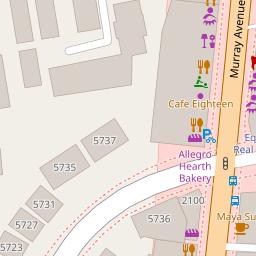 Murray Avenue
Cafe Eighteen
Allegro
Hearth
Bakery
Eq
Real
5737
5735
5731
5727
5723
5736
2100
Maya Su